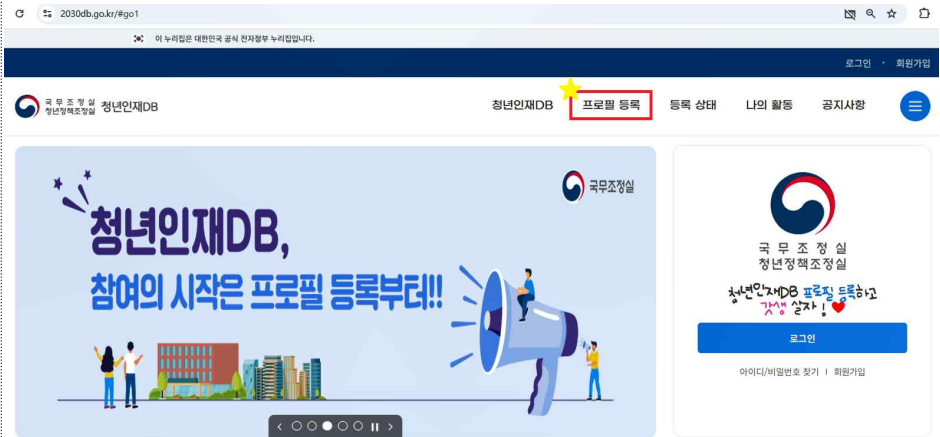 2030db.go.kr/#go1
이 누리집은 대한민국 공식 전자정부 누리집입니다.
로그인 · 회원가입
국무조정실
청년정책조정실
청년인재DB
청년인재DB 프로필 등록 등록 상태 나의 활동 공지사항
국무조정실
청년인재DB,
참여의 시작은 프로필 등록부터!!
국무조정실
청년정책조정실
청년인재DB 프로필 등록하고
갓생 살자!
로그인
아이디/비밀번호 찾기 | 회원가입